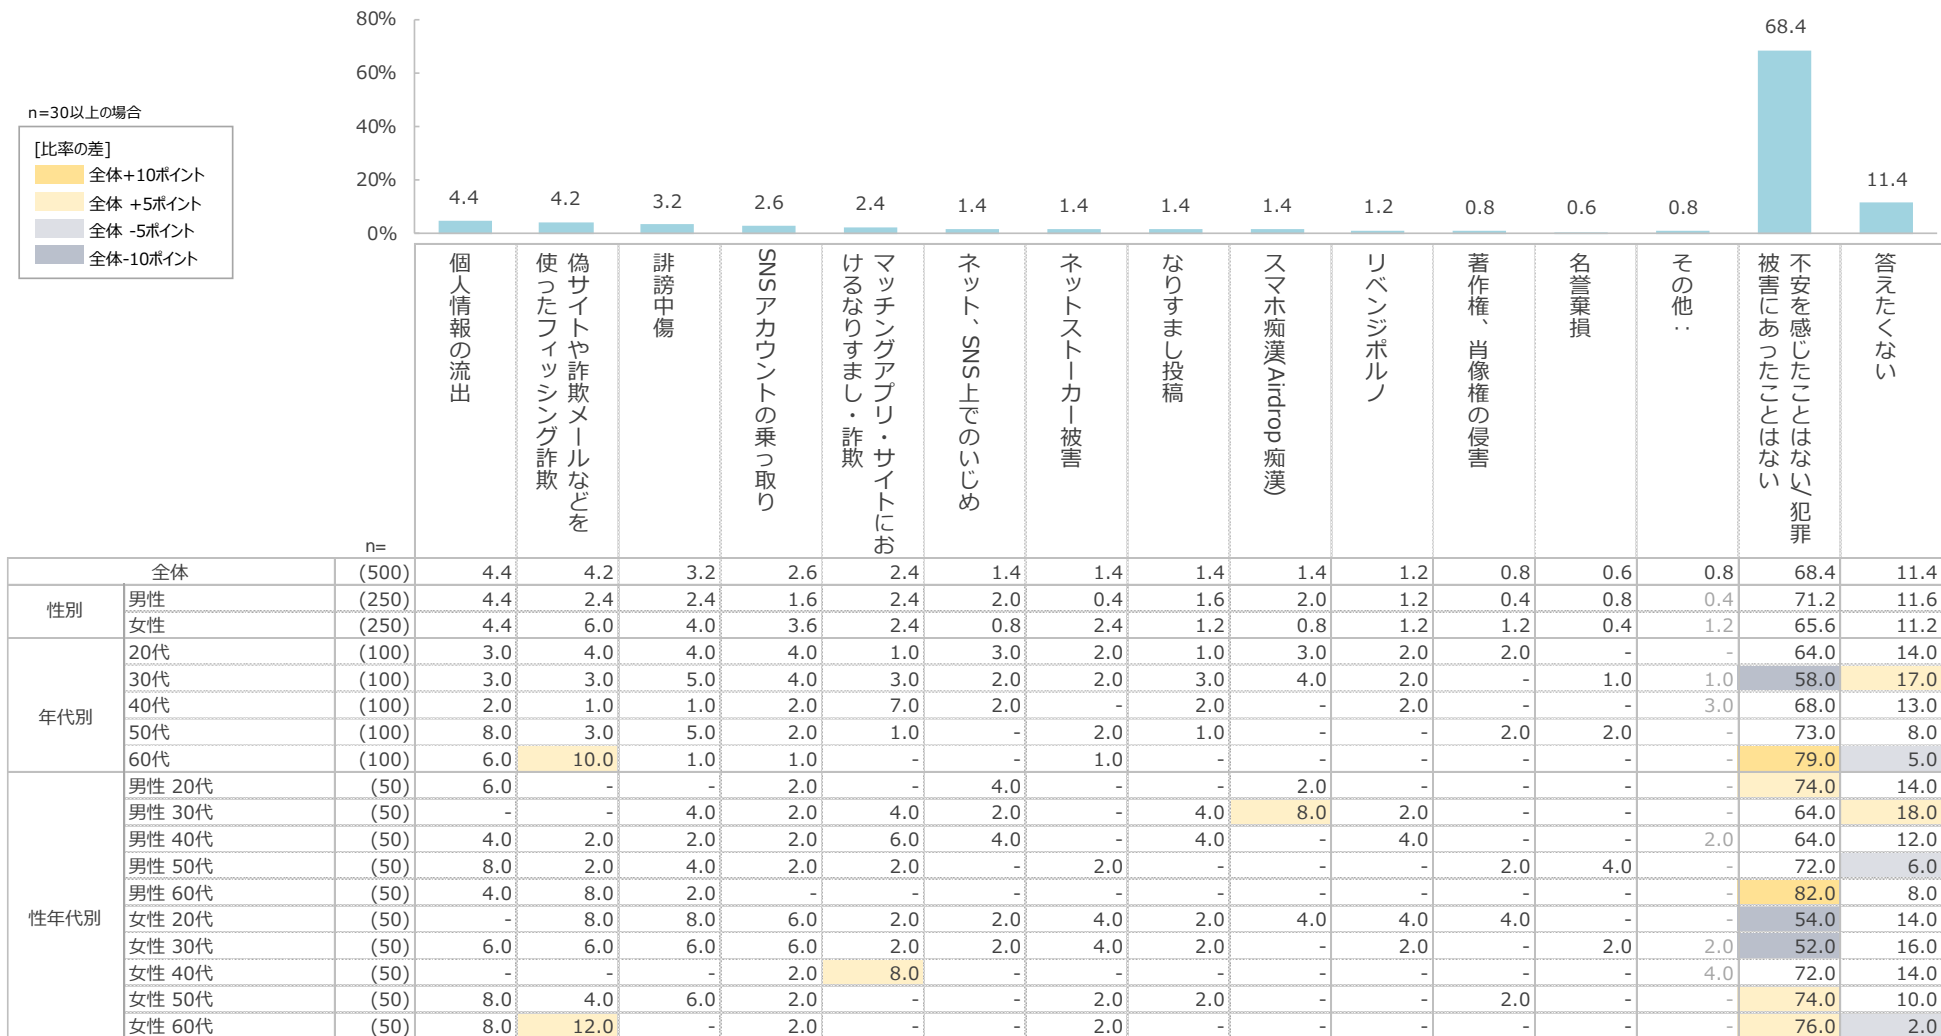 80%
60%
40%
20%
0%
n=30以上の場合
[比率の差]
全体+10ポイント
全体 +5ポイント
全体 -5ポイント
全体-10ポイント
4.4 4.2 3.2 2.6 2.4 1.4 1.4 1.4 1.4 1.2 0.8 0.6 0.8 68.4 11.4
個人情報の流出
偽サイトや詐欺メールなどを
使ったフィッシング詐欺
誹謗中傷
SNSアカウントの乗っ取り
マッチングアプリ・サイトにお
けるなりすまし・詐欺
ネット、SNS上でのいじめ
ネットストーカー被害
なりすまし投稿
スマホ痴漢(Airdrop痴漢)
リベンジポルノ
著作権、肖像権の侵害
名誉棄損
その他：
不安を感じたことはない/犯罪
被害にあったことはない
答えたくない
n=
全体 (500) 4.4 4.2 3.2 2.6 2.4 1.4 1.4 1.4 1.4 1.2 0.8 0.6 0.8 68.4 11.4
性別
男性 (250) 4.4 2.4 2.4 1.6 2.4 2.0 0.4 1.6 2.0 1.2 0.4 0.8 0.4 71.2 11.6
女性 (250) 4.4 6.0 4.0 3.6 2.4 0.8 2.4 1.2 0.8 1.2 1.2 0.4 1.2 65.6 11.2
年代別
20代 (100) 3.0 4.0 4.0 4.0 1.0 3.0 2.0 1.0 3.0 2.0 2.0 - - 64.0 14.0
30代 (100) 3.0 3.0 5.0 4.0 3.0 2.0 2.0 3.0 4.0 2.0 - 1.0 1.0 58.0 17.0
40代 (100) 2.0 1.0 1.0 2.0 7.0 2.0 - 2.0 - 2.0 - - 3.0 68.0 13.0
50代 (100) 8.0 3.0 5.0 2.0 1.0 - 2.0 1.0 - - 2.0 2.0 - 73.0 8.0
60代 (100) 6.0 10.0 1.0 1.0 - - 1.0 - - - - - - 79.0 5.0
性年代別
男性 20代 (50) 6.0 - - 2.0 - 4.0 - - 2.0 - - - - 74.0 14.0
男性 30代 (50) - - 4.0 2.0 4.0 2.0 - 4.0 8.0 2.0 - - - 64.0 18.0
男性 40代 (50) 4.0 2.0 2.0 2.0 6.0 4.0 - 4.0 - 4.0 - - 2.0 64.0 12.0
男性 50代 (50) 8.0 2.0 4.0 2.0 2.0 - 2.0 - - - 2.0 4.0 - 72.0 6.0
男性 60代 (50) 4.0 8.0 2.0 - - - - - - - - - - 82.0 8.0
女性 20代 (50) - 8.0 8.0 6.0 2.0 2.0 4.0 2.0 4.0 4.0 4.0 - - 54.0 14.0
女性 30代 (50) 6.0 6.0 6.0 6.0 2.0 2.0 4.0 2.0 - 2.0 - 2.0 2.0 52.0 16.0
女性 40代 (50) - - - 2.0 8.0 - - - - - - - 4.0 72.0 14.0
女性 50代 (50) 8.0 4.0 6.0 2.0 - - 2.0 2.0 - - 2.0 - - 74.0 10.0
女性 60代 (50) 8.0 12.0 - 2.0 - - 2.0 - - - - - - 76.0 2.0